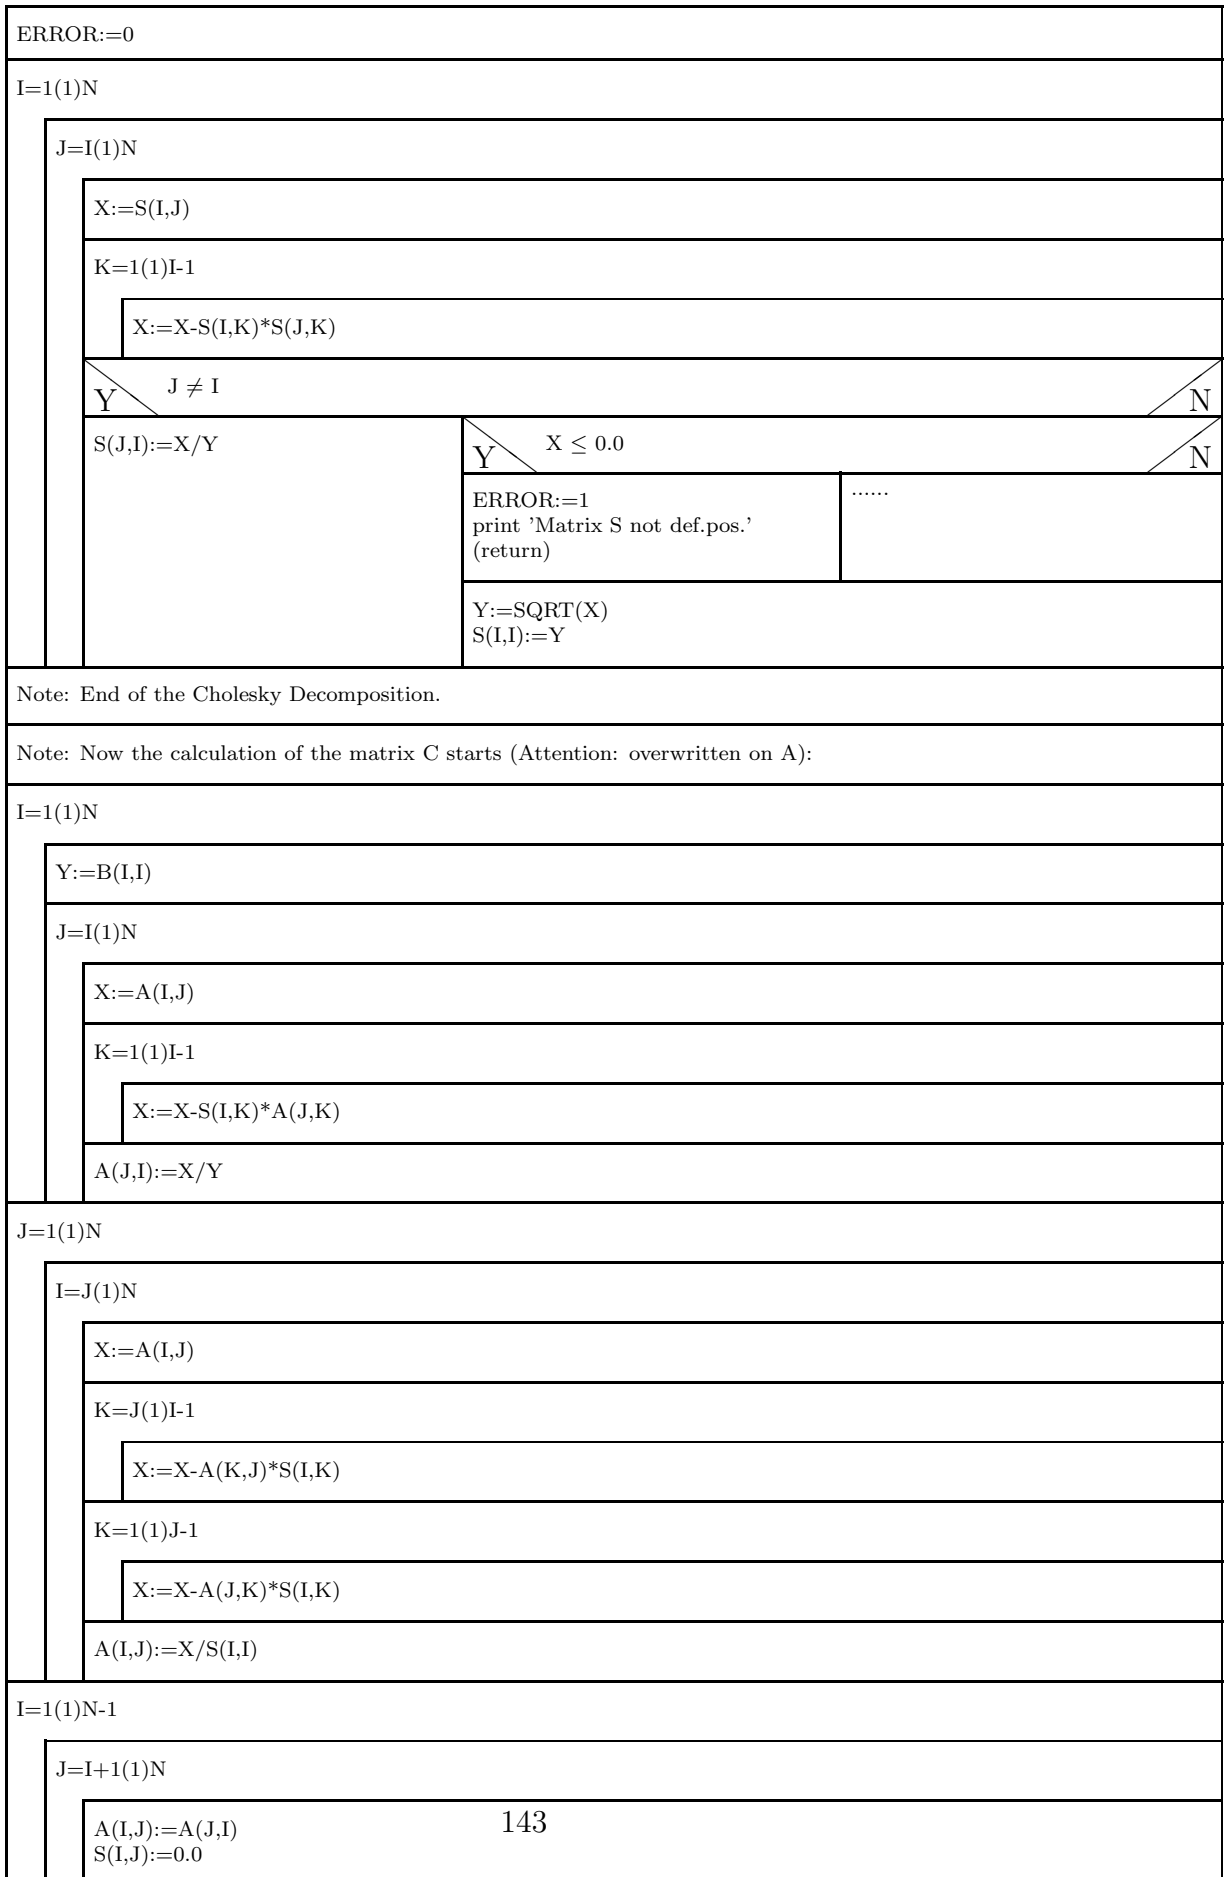 ERROR:=0
I=1(1)N
J=I(1)N
X:=S(I,J)
K=1(1)I-1
X:=X-S(I,K)*S(J,K)
Y J ≠ I N
S(J,I):=X/Y
Y X ≤ 0.0 N
ERROR:=1
print 'Matrix S not def.pos.'
(return)
......
Y:=SQRT(X)
S(I,I):=Y
Note: End of the Cholesky Decomposition.
Note: Now the calculation of the matrix C starts (Attention: overwritten on A):
I=1(1)N
Y:=B(I,I)
J=I(1)N
X:=A(I,J)
K=1(1)I-1
X:=X-S(I,K)*A(J,K)
A(J,I):=X/Y
J=1(1)N
I=J(1)N
X:=A(I,J)
K=J(1)I-1
X:=X-A(K,J)*S(I,K)
K=1(1)J-1
X:=X-A(J,K)*S(I,K)
A(I,J):=X/S(I,I)
I=1(1)N-1
J=I+1(1)N
A(I,J):=A(J,I)
S(I,J):=0.0
143